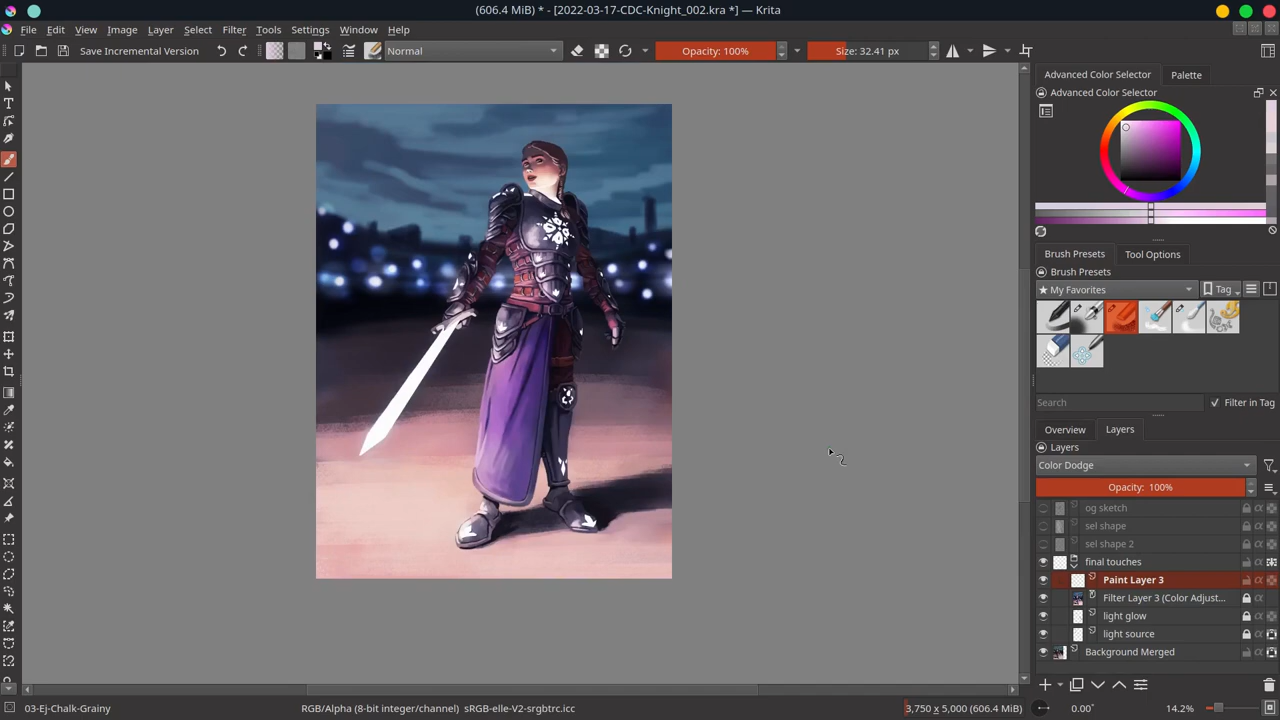 (606.4 MiB) * - [2022-03-17-CDC-Knight_002.kra *] — Krita
File Edit View Image Layer Select Filter Tools Settings Window Help
Save Incremental Version Normal Opacity: 100% Size: 32.41 px
Advanced Color Selector Palette
Advanced Color Selector
Brush Presets Tool Options
Brush Presets
★ My Favorites Tag
Search Filter in Tag
Overview Layers
Layers
Color Dodge
Opacity: 100%
og sketch
sel shape
sel shape 2
final touches
Paint Layer 3
Filter Layer 3 (Color Adjust...
light glow
light source
Background Merged
03-Ej-Chalk-Grainy RGB/Alpha (8-bit integer/channel) sRGB-elle-V2-srgbtrc.icc 3,750 x 5,000 (606.4 MiB) 0.00° 14.2%